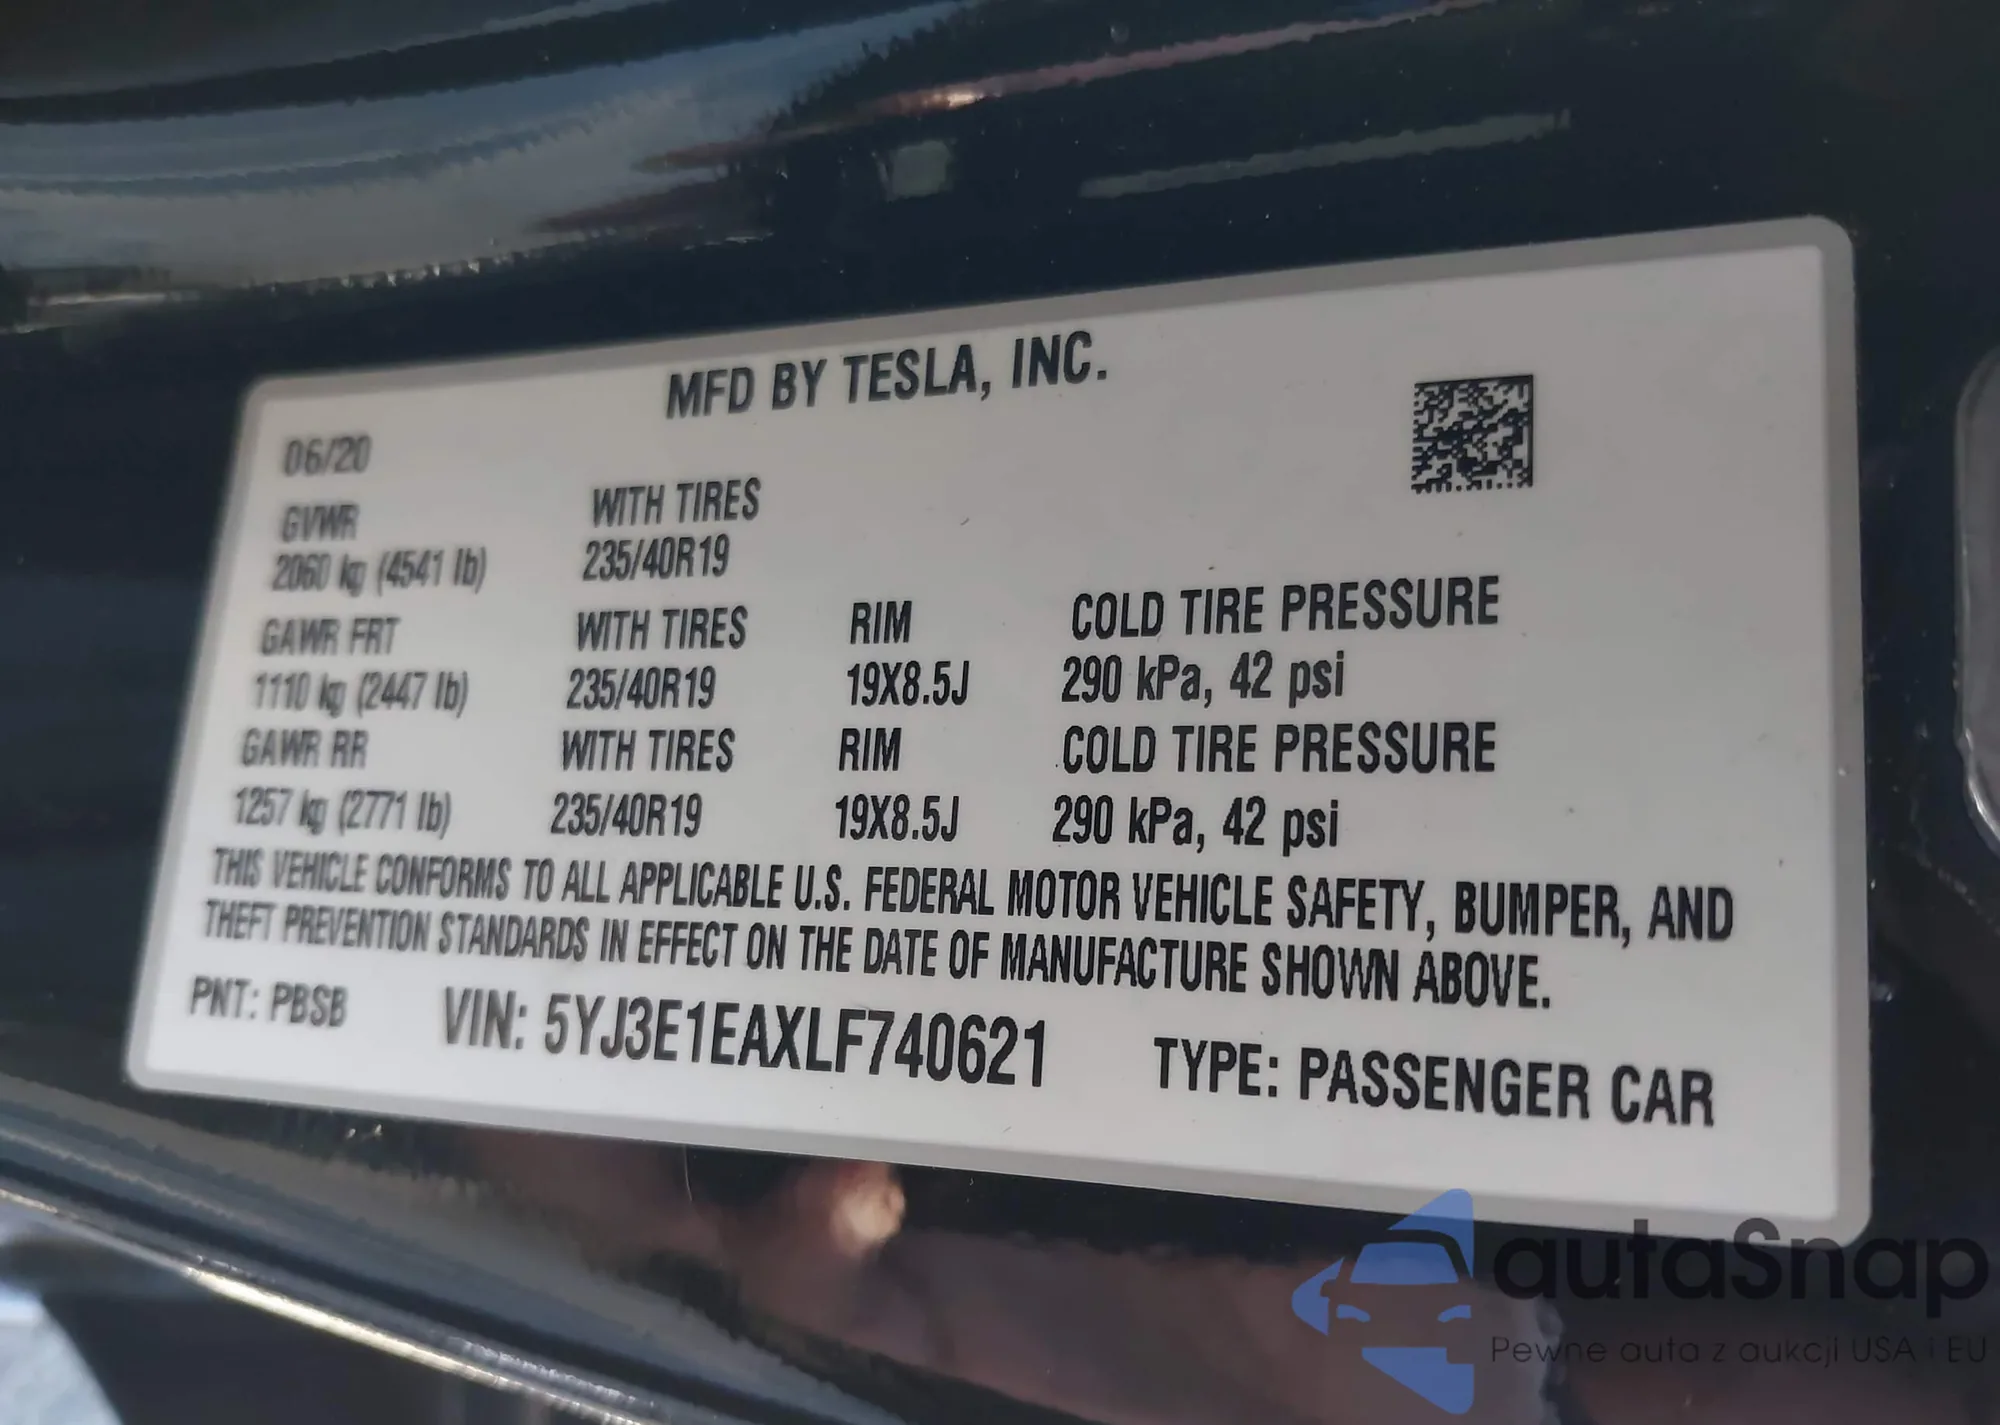 MFD BY TESLA, INC.
06/20
GVWR WITH TIRES
2060 kg (4541 lb) 235/40R19
GAWR FRT WITH TIRES RIM COLD TIRE PRESSURE
1110 kg (2447 lb) 235/40R19 19X8.5J 290 kPa, 42 psi
GAWR RR WITH TIRES RIM COLD TIRE PRESSURE
1257 kg (2771 lb) 235/40R19 19X8.5J 290 kPa, 42 psi
THIS VEHICLE CONFORMS TO ALL APPLICABLE U.S. FEDERAL MOTOR VEHICLE SAFETY, BUMPER, AND
THEFT PREVENTION STANDARDS IN EFFECT ON THE DATE OF MANUFACTURE SHOWN ABOVE.
PNT: PBSB VIN: 5YJ3E1EAXLF740621 TYPE: PASSENGER CAR
autaSnap
Pewne auta z aukcji USA i EU